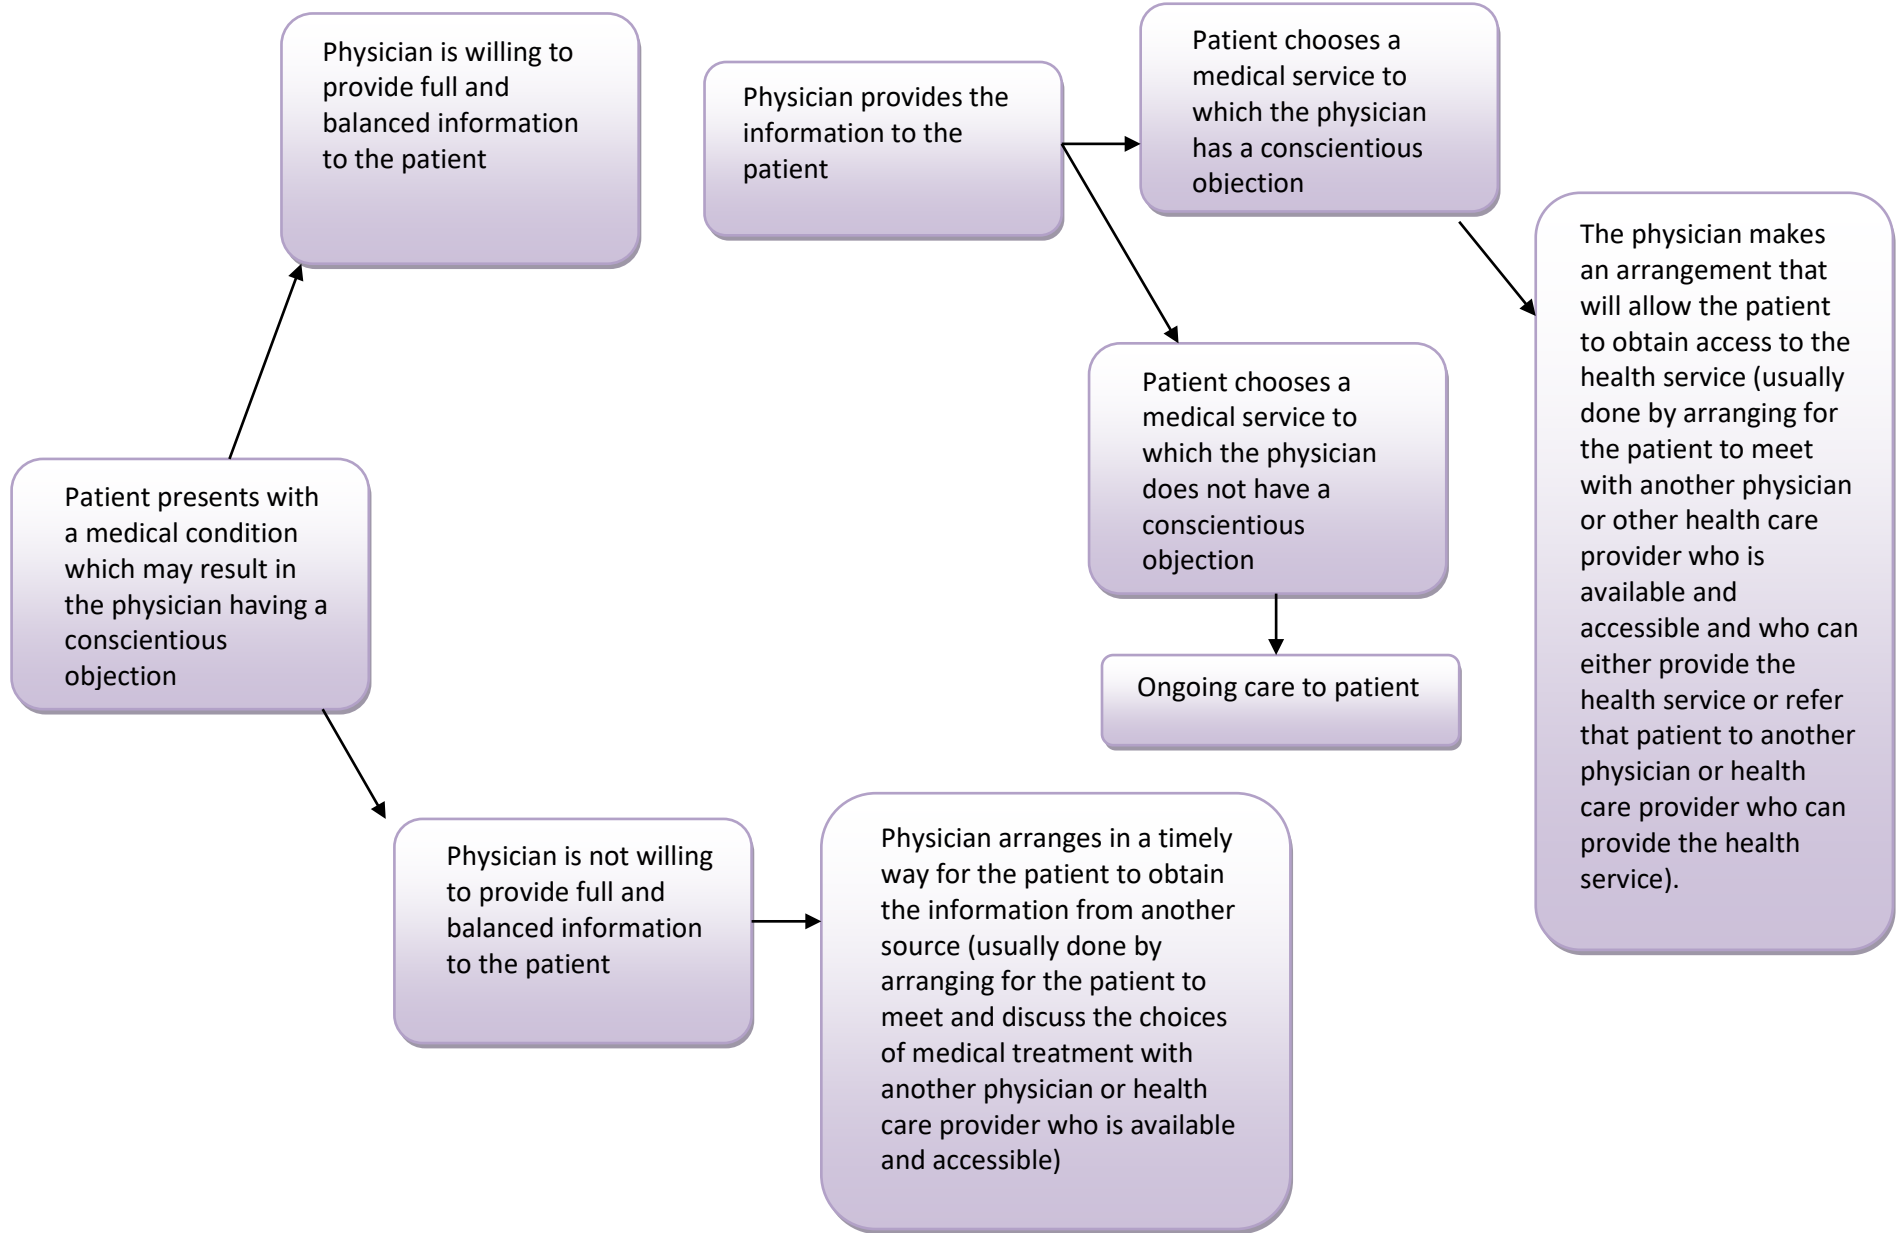 Physician is willing to
provide full and
balanced information
to the patient
Physician provides the
information to the
patient
Patient chooses a
medical service to
which the physician
has a conscientious
objection
The physician makes
an arrangement that
will allow the patient
to obtain access to the
health service (usually
done by arranging for
the patient to meet
with another physician
or other health care
provider who is
available and
accessible and who can
either provide the
health service or refer
that patient to another
physician or health
care provider who can
provide the health
service).
Patient chooses a
medical service to
which the physician
does not have a
conscientious
objection
Ongoing care to patient
Patient presents with
a medical condition
which may result in
the physician having a
conscientious
objection
Physician is not willing
to provide full and
balanced information
to the patient
Physician arranges in a timely
way for the patient to obtain
the information from another
source (usually done by
arranging for the patient to
meet and discuss the choices
of medical treatment with
another physician or health
care provider who is available
and accessible)